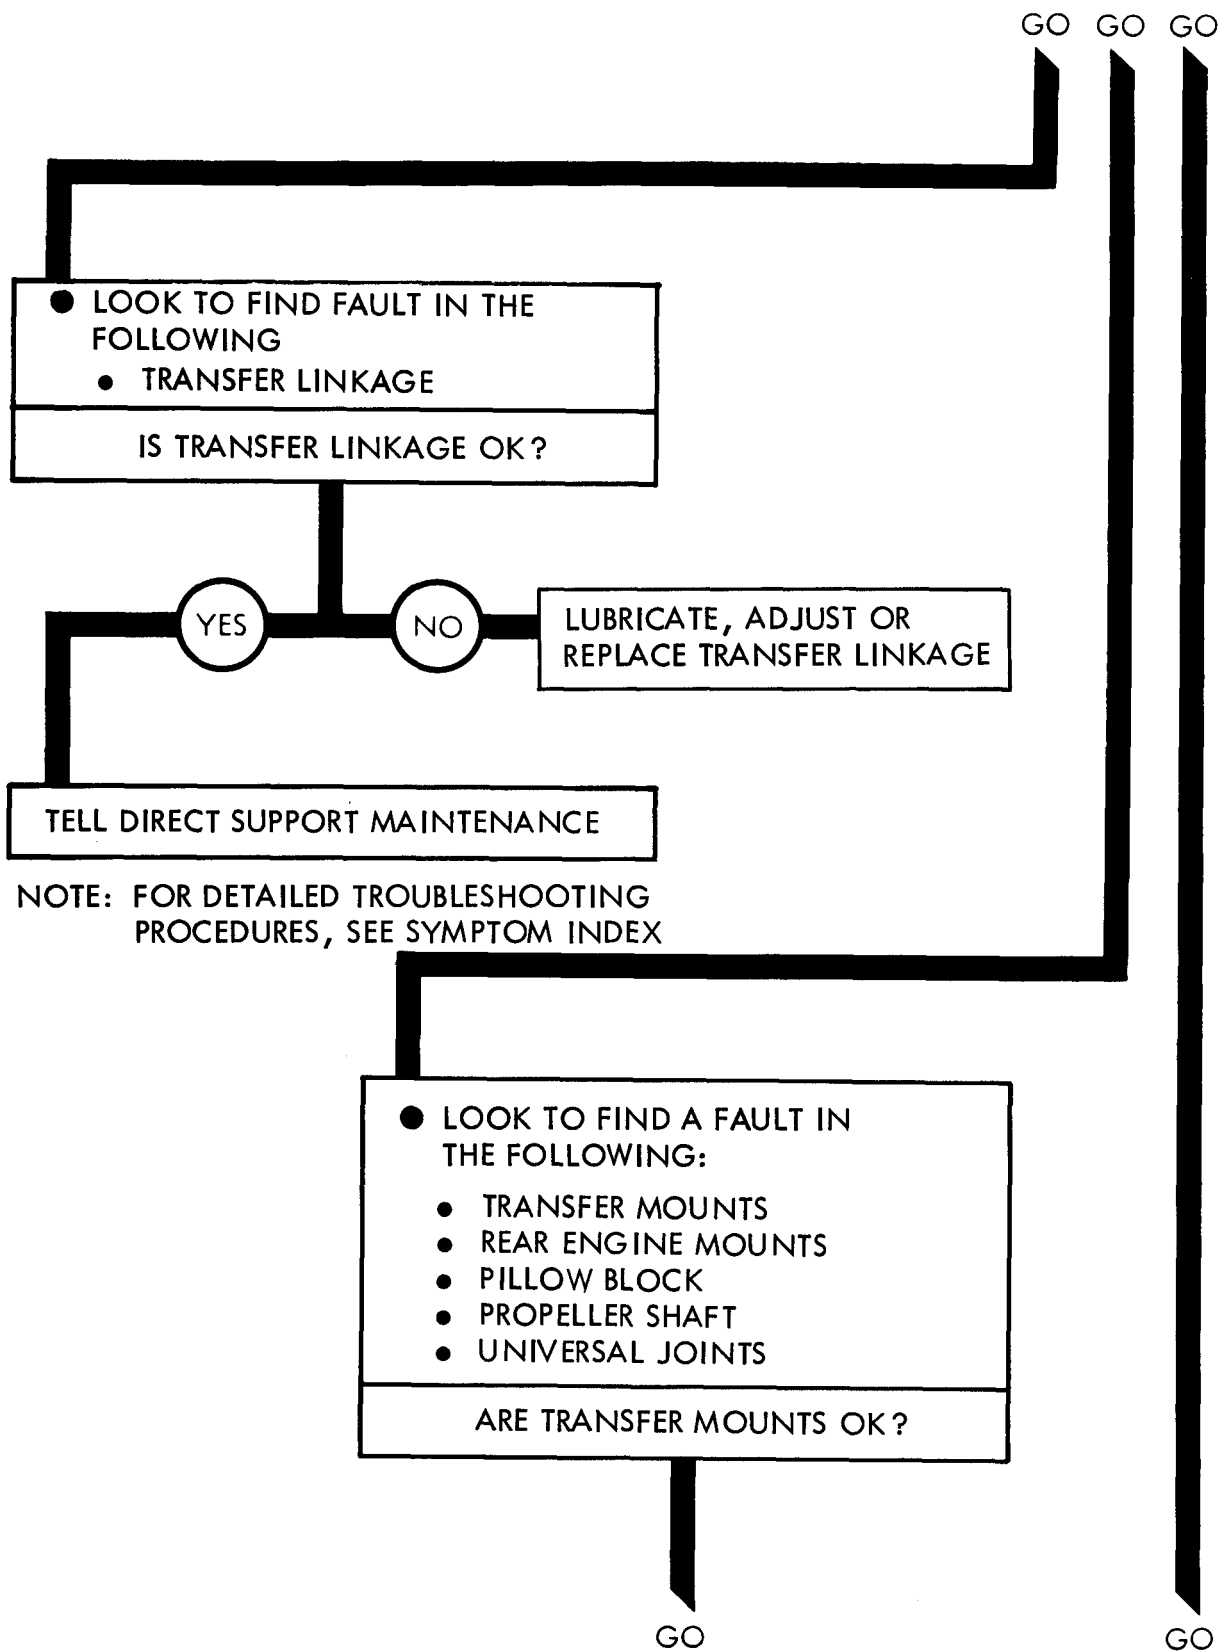 GO GO GO
● LOOK TO FIND FAULT IN THE
FOLLOWING
● TRANSFER LINKAGE
IS TRANSFER LINKAGE OK?
YES
NO
LUBRICATE, ADJUST OR
REPLACE TRANSFER LINKAGE
TELL DIRECT SUPPORT MAINTENANCE
NOTE: FOR DETAILED TROUBLESHOOTING
PROCEDURES, SEE SYMPTOM INDEX
● LOOK TO FIND A FAULT IN
THE FOLLOWING:
● TRANSFER MOUNTS
● REAR ENGINE MOUNTS
● PILLOW BLOCK
● PROPELLER SHAFT
● UNIVERSAL JOINTS
ARE TRANSFER MOUNTS OK?
GO
GO